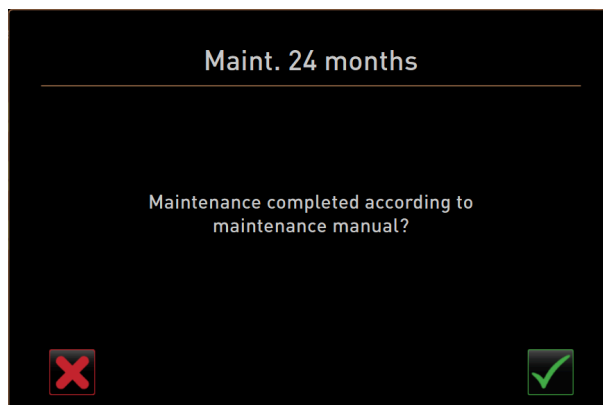 Maint. 24 months
Maintenance completed according to
maintenance manual?